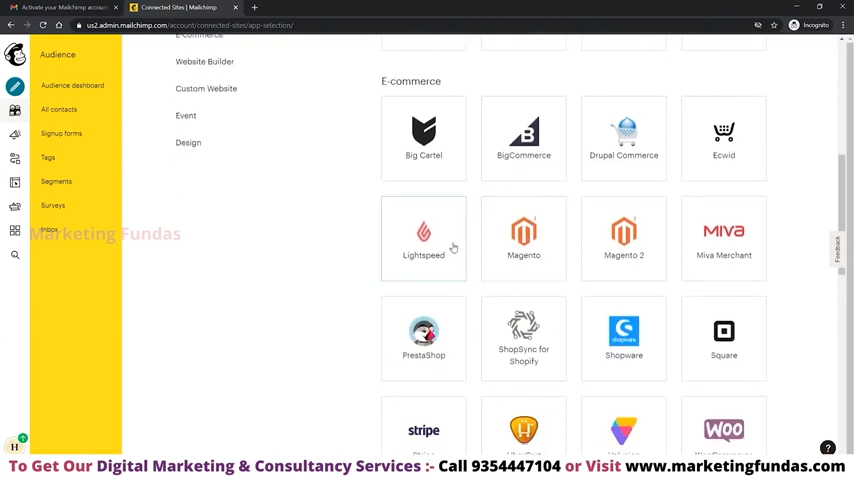 Activate your Mailchimp accoun
Connected Sites | Mailchimp
us2.admin.mailchimp.com/account/connected-sites/app-selection/
Incognito
Audience
Audience dashboard
All contacts
Signup forms
Tags
Segments
Surveys
Inbox
E-commerce
Website Builder
Custom Website
Event
Design
E-commerce
Big Cartel
BigCommerce
Drupal Commerce
Ecwid
Lightspeed
Magento
Magento 2
MIVA
Miva Merchant
PrestaShop
ShopSync for
Shopify
Shopware
Square
stripe
WOO
Feedback
Marketing Fundas
H
?
To Get Our Digital Marketing & Consultancy Services :- Call 9354447104 or Visit www.marketingfundas.com